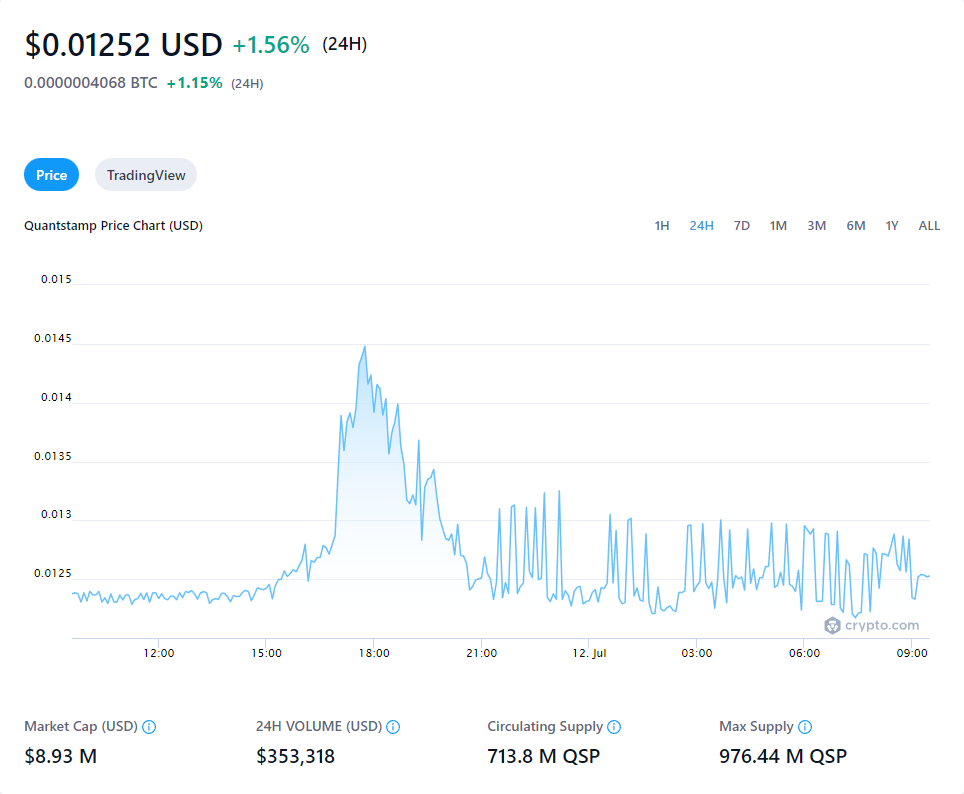 $0.01252 USD +1.56% (24H)
0.0000004068 BTC +1.15% (24H)
Price TradingView
Quantstamp Price Chart (USD) 1H 24H 7D 1M 3M 6M 1Y ALL
0.015
0.0145
0.014
0.0135
0.013
0.0125
crypto.com
12:00 15:00 18:00 21:00 12. Jul 03:00 06:00 09:00
Market Cap (USD) 24H VOLUME (USD) Circulating Supply Max Supply
$8.93 M $353,318 713.8 M QSP 976.44 M QSP